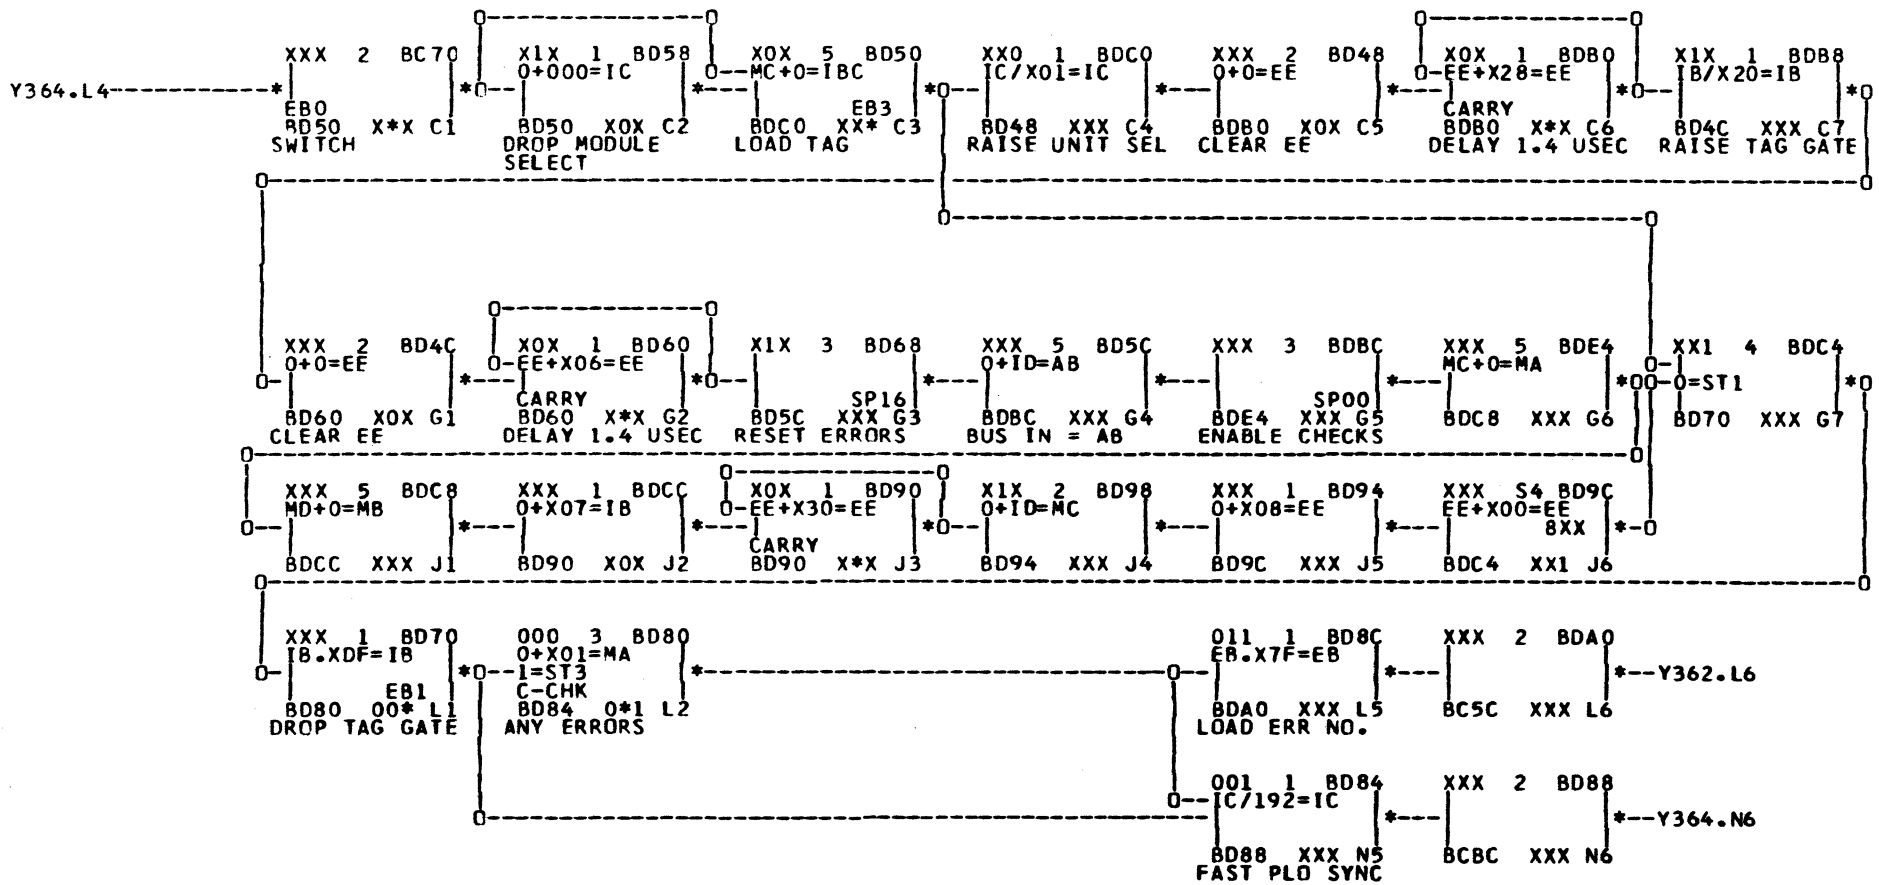 XXX 2 BC70 X1X 1 BD58 X0X 5 BD50 XX0 1 BDC0 XXX 2 BD48 X0X 1 BDB0 X1X 1 BDB8
0+000=IC MC+0=IBC IC/X01=IC 0+0=EE EE+X28=EE IB/X20=IB
Y364.L4
EB0 EB3 CARRY
BD50 X*X C1 BD50 X0X C2 BDC0 XX* C3 BD48 XXX C4 BDB0 X0X C5 BDB0 X*X C6 BD4C XXX C7
SWITCH DROP MODULE LOAD TAG RAISE UNIT SEL CLEAR EE DELAY 1.4 USEC RAISE TAG GATE
SELECT
XXX 2 BD4C X0X 1 BD60 X1X 3 BD68 XXX 5 BD5C XXX 3 BDBC XXX 5 BDE4 XX1 4 BDC4
0+0=EE EE+X06=EE 0+ID=AB MC+0=MA
0=ST1
CARRY SP16 SP00
BD60 X0X G1 BD60 X*X G2 BD5C XXX G3 BDBC XXX G4 BDE4 XXX G5 BDC8 XXX G6 BD70 XXX G7
CLEAR EE DELAY 1.4 USEC RESET ERRORS BUS IN = AB ENABLE CHECKS
XXX 5 BDC8 XXX 1 BDCC X0X 1 BD90 X1X 2 BD98 XXX 1 BD94 XXX S4 BD9C
MD+0=MB 0+X07=IB EE+X30=EE 0+ID=MC 0+X08=EE EE+X00=EE
8XX
CARRY
BDCC XXX J1 BD90 X0X J2 BD90 X*X J3 BD94 XXX J4 BD9C XXX J5 BDC4 XX1 J6
XXX 1 BD70 000 3 BD80 011 1 BD8C XXX 2 BDA0
IB.XDF=IB 0+X01=MA EB.X7F=EB
1=ST3 Y362.L6
EB1 C-CHK
BD80 00* L1 BD84 0*1 L2 BDA0 XXX L5 BC5C XXX L6
DROP TAG GATE ANY ERRORS LOAD ERR NO.
001 1 BD84 XXX 2 BD88
IC/192=IC
Y364.N6
BD88 XXX N5 BCBC XXX N6
FAST PLO SYNC